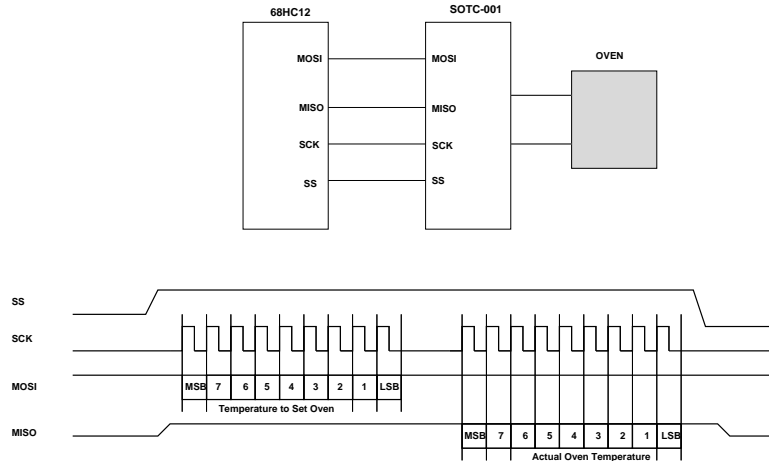 68HC12 SOTC-001
MOSI MOSI OVEN
MISO MISO
SCK SCK
SS SS
SS
SCK
MOSI MSB 7 6 5 4 3 2 1 LSB
Temperature to Set Oven
MISO MSB 7 6 5 4 3 2 1 LSB
Actual Oven Temperature